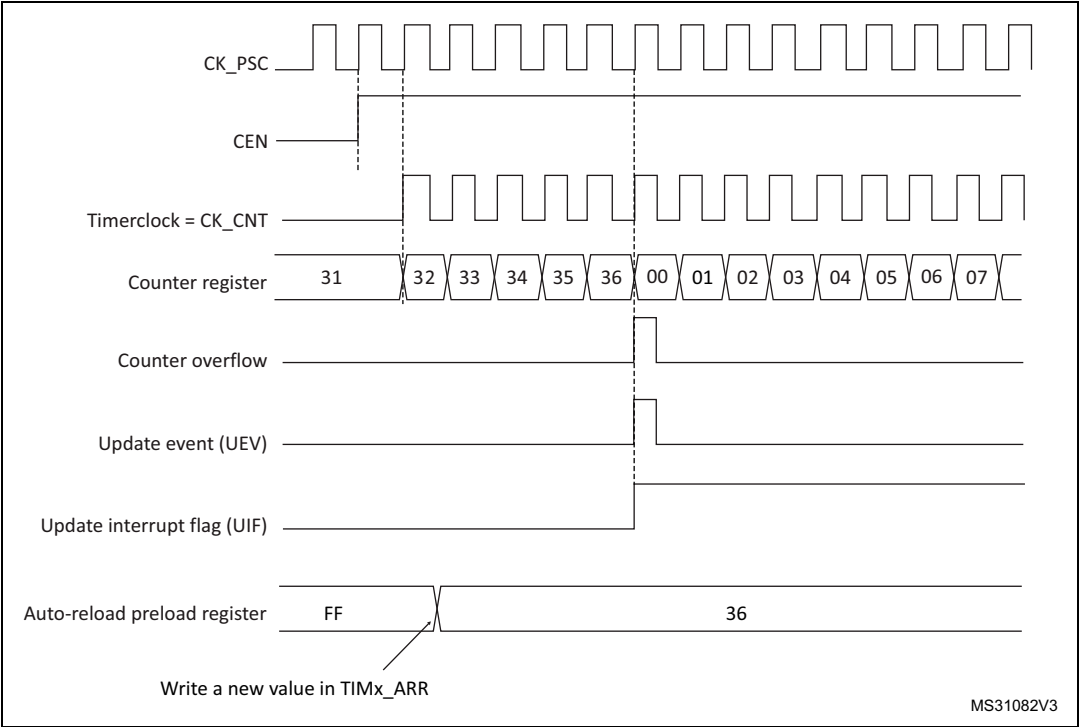 CK_PSC
CEN
Timerclock = CK_CNT
Counter register 31 32 33 34 35 36 00 01 02 03 04 05 06 07
Counter overflow
Update event (UEV)
Update interrupt flag (UIF)
Auto-reload preload register FF 36
Write a new value in TIMx_ARR
MS31082V3